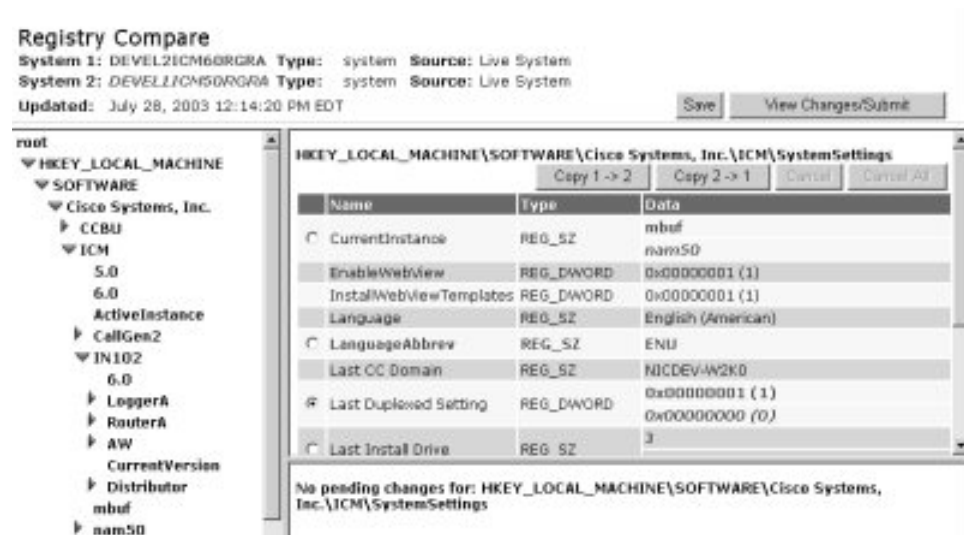 Registry Compare
System 1: DEVEL2ICM60RGRA Type: system Source: Live System
System 2: DEVEL1ICM50RGRA Type: system Source: Live System
Updated: July 28, 2003 12:14:20 PM EDT
Save View Changes/Submit
root
HKEY_LOCAL_MACHINE
SOFTWARE
Cisco Systems, Inc.
CCBU
ICM
5.0
6.0
ActiveInstance
CallGen2
IN102
6.0
LoggerA
RouterA
AW
CurrentVersion
Distributor
mbuf
nam50
HKEY_LOCAL_MACHINE\SOFTWARE\Cisco Systems, Inc.\ICM\SystemSettings
Copy 1 -> 2 Copy 2 -> 1 Cancel Cancel All
Name Type Data
CurrentInstance REG_SZ mbuf
nam50
EnableWebView REG_DWORD 0x00000001 (1)
InstallWebViewTemplates REG_DWORD 0x00000001 (1)
Language REG_SZ English (American)
LanguageAbbrev REG_SZ ENU
Last CC Domain REG_SZ NICDEV-W2K0
Last Duplexed Setting REG_DWORD 0x00000001 (1)
0x00000000 (0)
Last Install Drive REG_SZ 3
No pending changes for: HKEY_LOCAL_MACHINE\SOFTWARE\Cisco Systems,
Inc.\ICM\SystemSettings